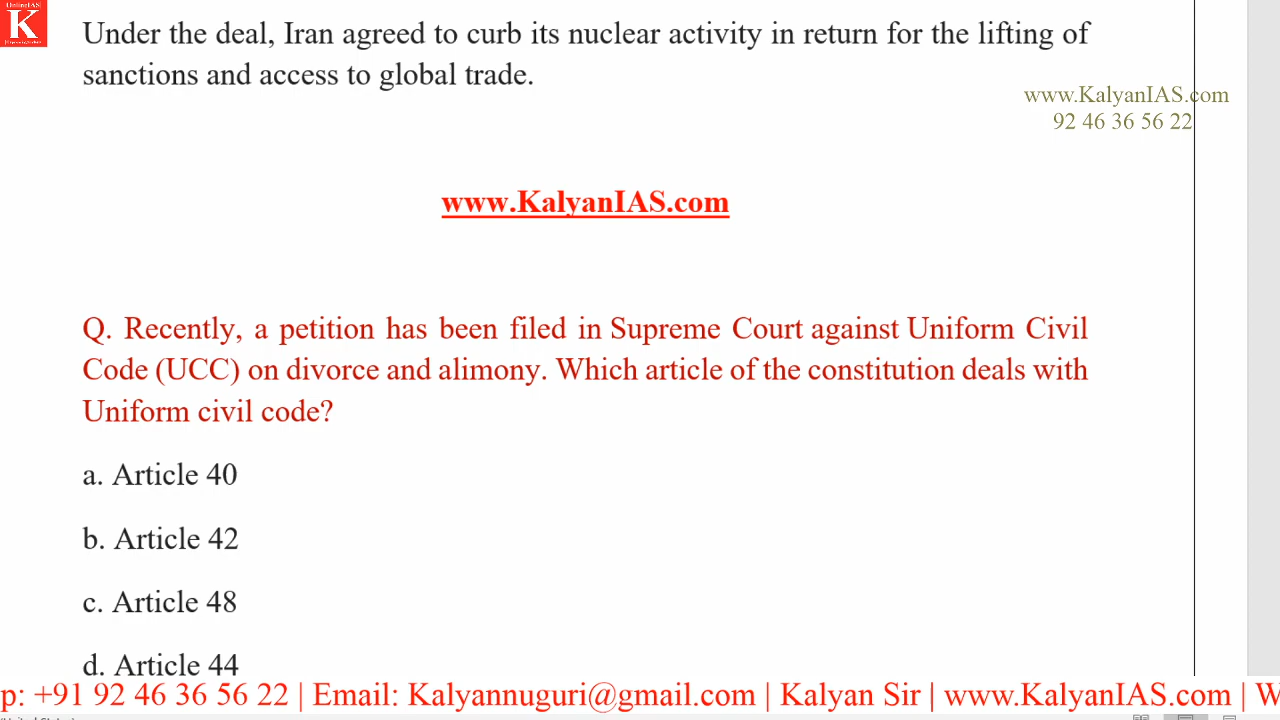 OnlineIAS
K
Under the deal, Iran agreed to curb its nuclear activity in return for the lifting of
sanctions and access to global trade.
www.KalyanIAS.com
92 46 36 56 22
www.KalyanIAS.com
Q. Recently, a petition has been filed in Supreme Court against Uniform Civil
Code (UCC) on divorce and alimony. Which article of the constitution deals with
Uniform civil code?
a. Article 40
b. Article 42
c. Article 48
d. Article 44
p: +91 92 46 36 56 22 | Email: Kalyannuguri@gmail.com | Kalyan Sir | www.KalyanIAS.com | W